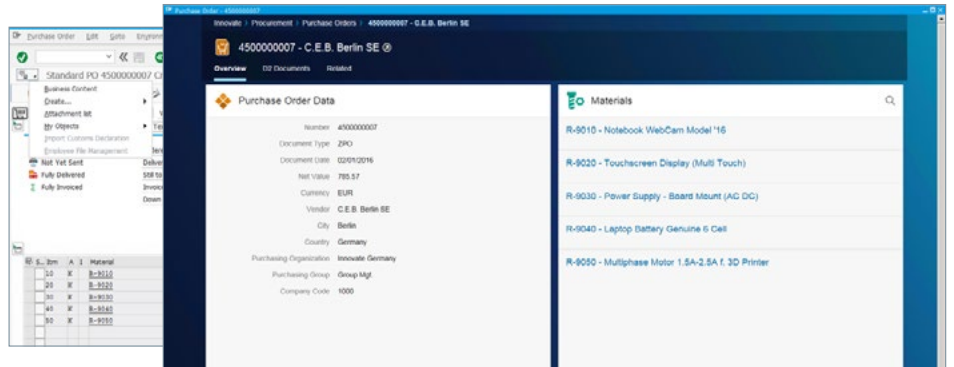 Purchase Order Edit Goto
Standard PO 4500000007
Business Content
Create...
Attachment list
My Objects
Import Customs Declaration
Employee File Management
Not Yet Sent
Fully Delivered
Still to
Fully Invoiced
Down
S.. Itm A I Material
10 K R-9010
20 K R-9020
30 K R-9030
40 K R-9040
50 K R-9050
Purchase Order - 4500000007
Innovate > Procurement > Purchase Orders > 4500000007 - C.E.B. Berlin SE
4500000007 - C.E.B. Berlin SE
Overview D2 Documents Related
Purchase Order Data
Number 4500000007
Document Type ZPO
Document Date 02/01/2016
Net Value 785.57
Currency EUR
Vendor C.E.B. Berlin SE
City Berlin
Country Germany
Purchasing Organization Innovate Germany
Purchasing Group Group Mgt.
Company Code 1000
Materials
R-9010 - Notebook WebCam Model '16
R-9020 - Touchscreen Display (Multi Touch)
R-9030 - Power Supply - Board Mount (AC DC)
R-9040 - Laptop Battery Genuine 6 Cell
R-9050 - Multiphase Motor 1.5A-2.5A f. 3D Printer